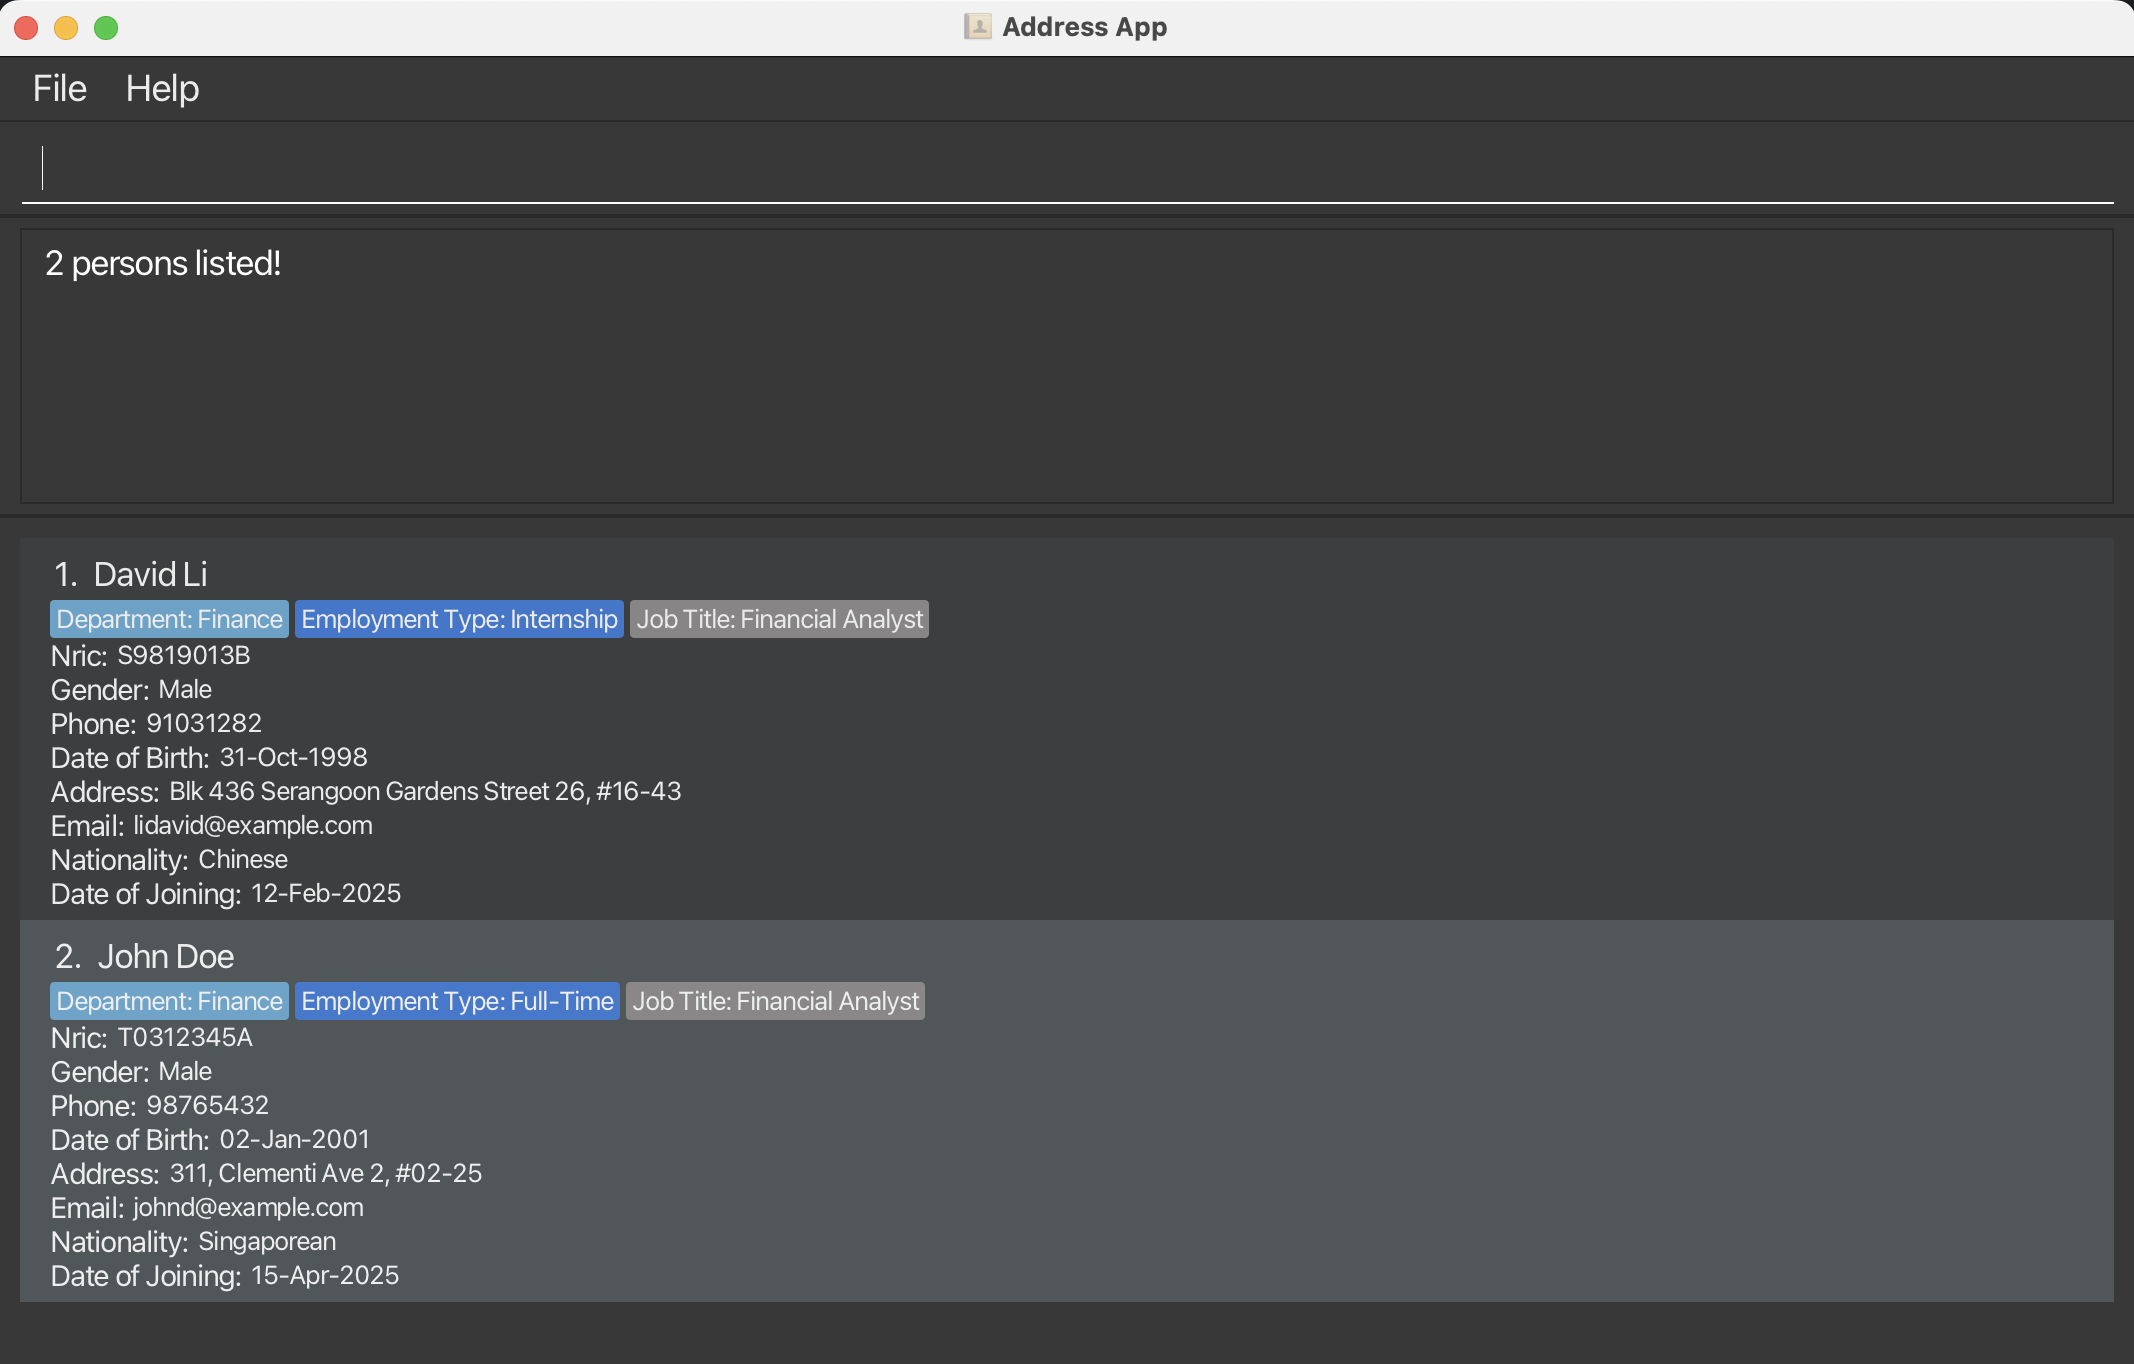 Address App
File Help
2 persons listed!
1. David Li
Department: Finance Employment Type: Internship Job Title: Financial Analyst
Nric: S9819013B
Gender: Male
Phone: 91031282
Date of Birth: 31-Oct-1998
Address: Blk 436 Serangoon Gardens Street 26, #16-43
Email: lidavid@example.com
Nationality: Chinese
Date of Joining: 12-Feb-2025
2. John Doe
Department: Finance Employment Type: Full-Time Job Title: Financial Analyst
Nric: T0312345A
Gender: Male
Phone: 98765432
Date of Birth: 02-Jan-2001
Address: 311, Clementi Ave 2, #02-25
Email: johnd@example.com
Nationality: Singaporean
Date of Joining: 15-Apr-2025